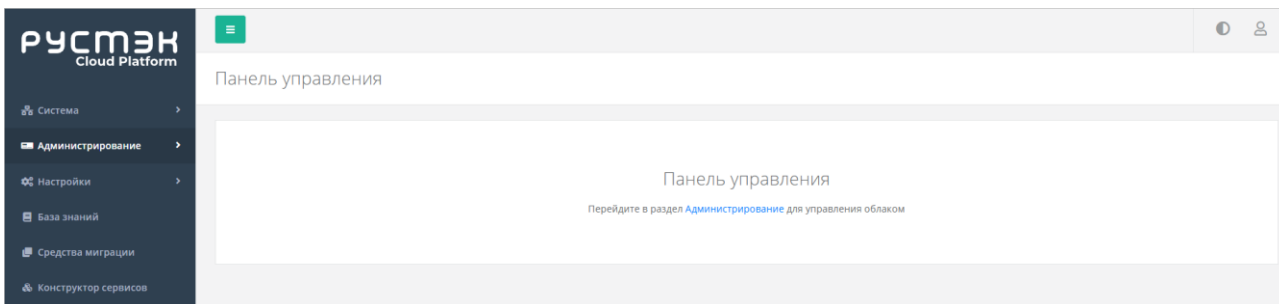 РУСТЭК
Cloud Platform
Система
Администрирование
Настройки
База знаний
Средства миграции
Конструктор сервисов
Панель управления
Панель управления
Перейдите в раздел Администрирование для управления облаком